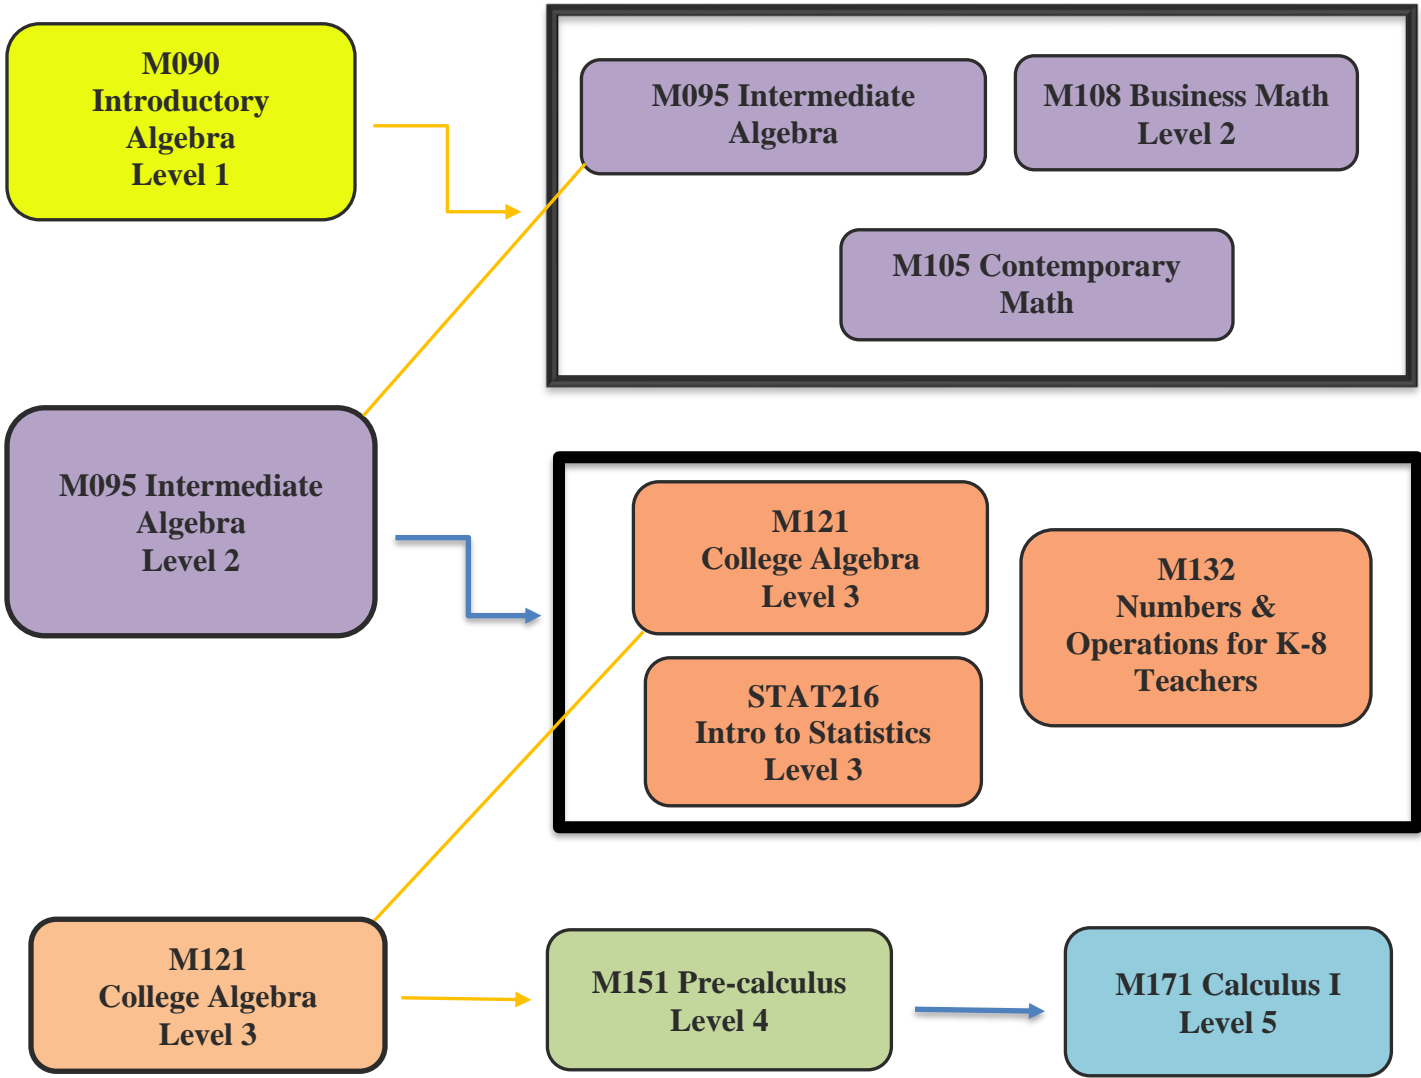 M090
Introductory
Algebra
Level 1
M095 Intermediate
Algebra
M108 Business Math
Level 2
M105 Contemporary
Math
M095 Intermediate
Algebra
Level 2
M121
College Algebra
Level 3
M132
Numbers &
Operations for K-8
Teachers
STAT216
Intro to Statistics
Level 3
M121
College Algebra
Level 3
M151 Pre-calculus
Level 4
M171 Calculus I
Level 5